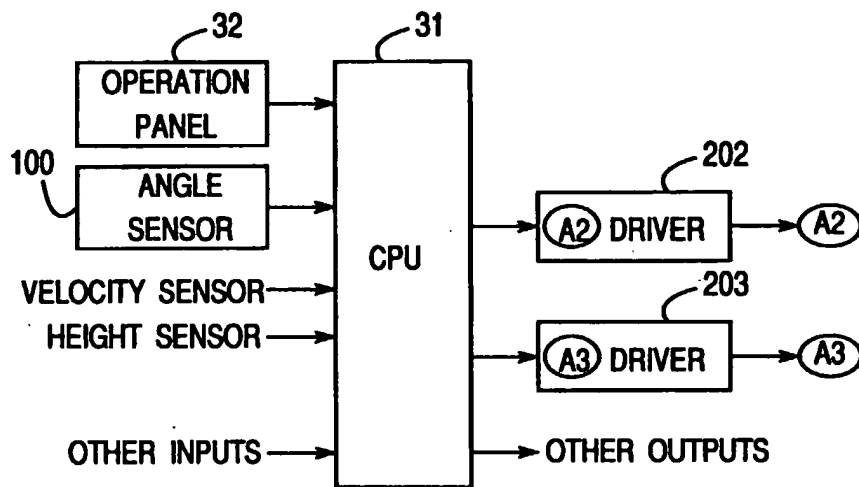 32
31
OPERATION
PANEL
100
ANGLE
SENSOR
202
CPU
A2 DRIVER
A2
VELOCITY SENSOR
203
HEIGHT SENSOR
A3 DRIVER
A3
OTHER INPUTS
OTHER OUTPUTS